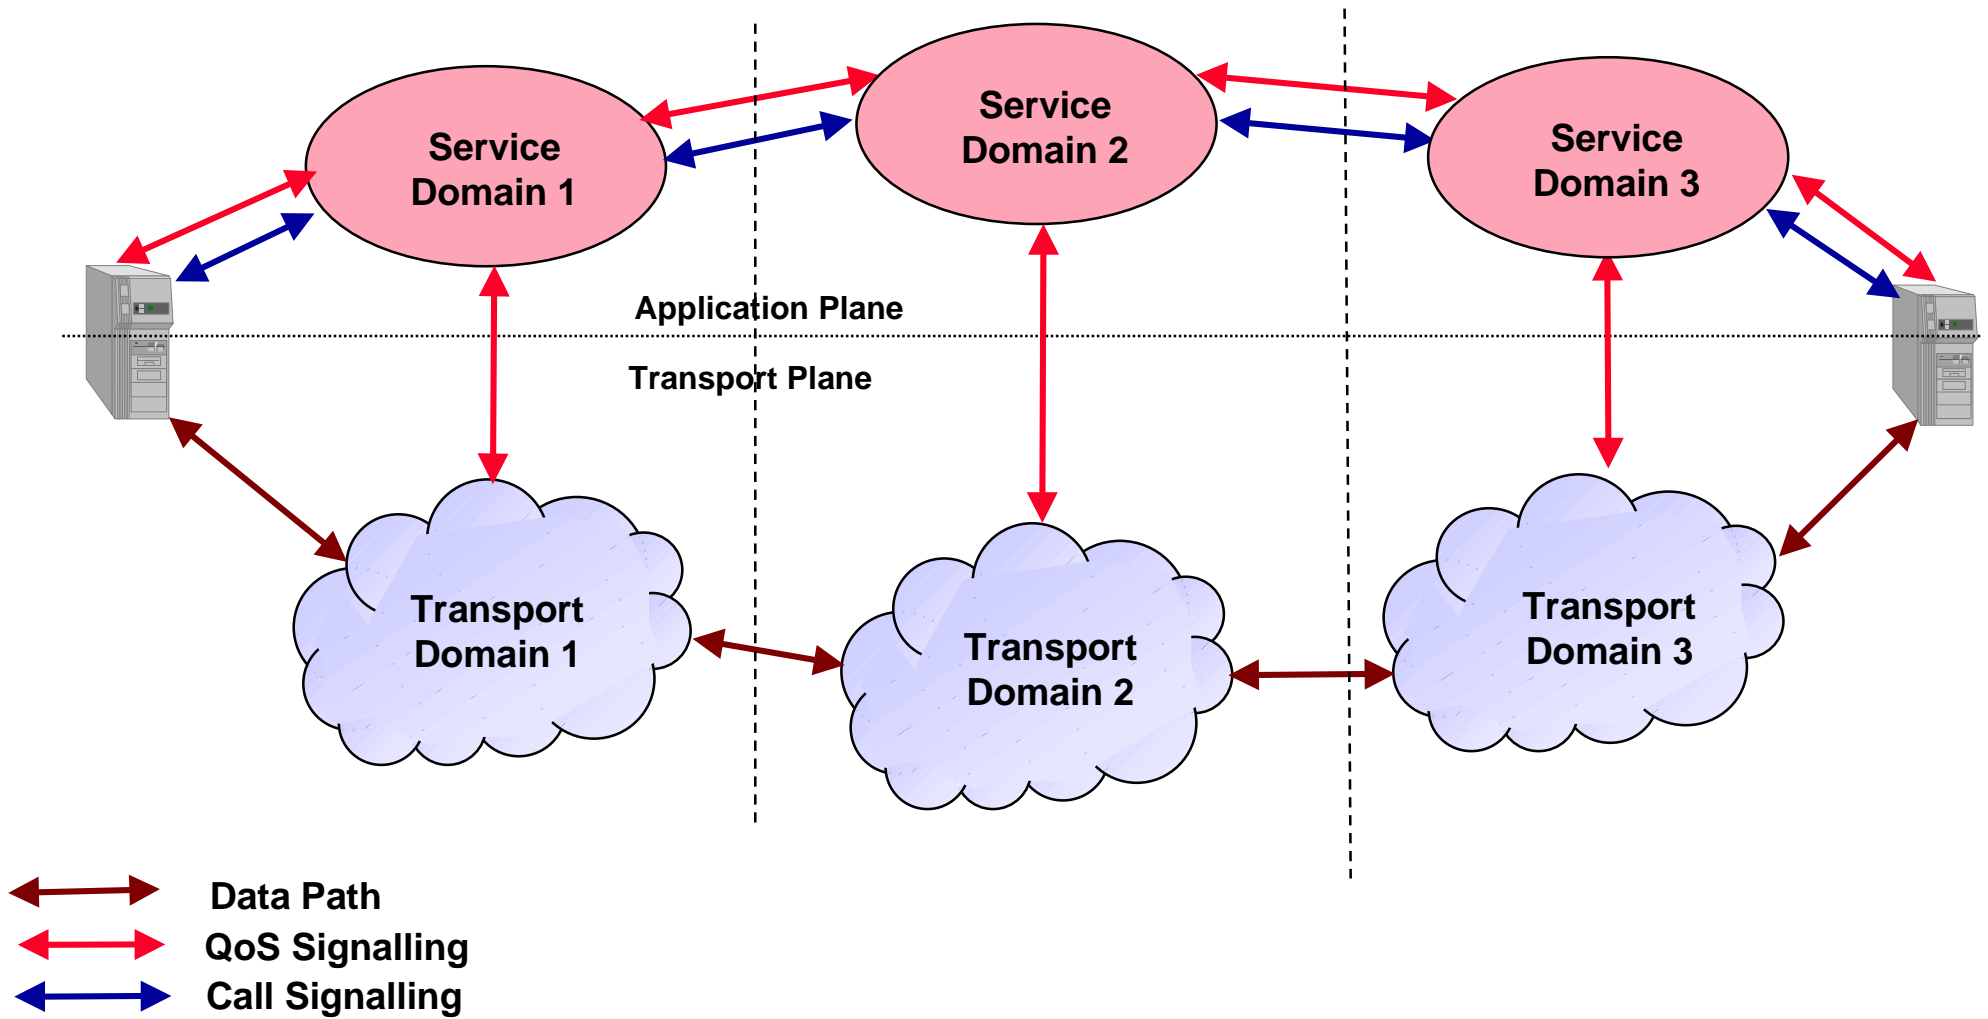 Service
Domain 1
Service
Domain 2
Service
Domain 3
Application Plane
Transport Plane
Transport
Domain 1
Transport
Domain 2
Transport
Domain 3
Data Path
QoS Signalling
Call Signalling